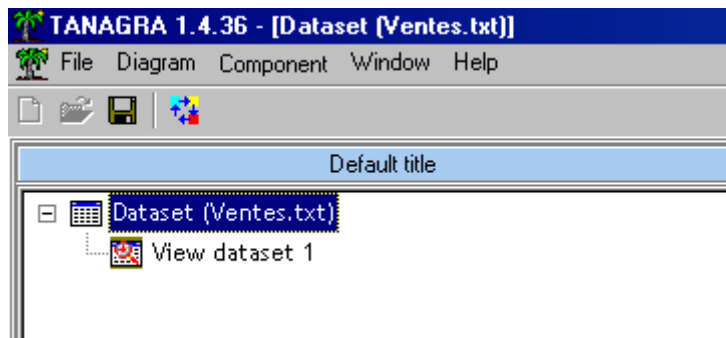 TANAGRA 1.4.36 - [Dataset (Ventes.txt)]
File Diagram Component Window Help
Default title
Dataset (Ventes.txt)
View dataset 1